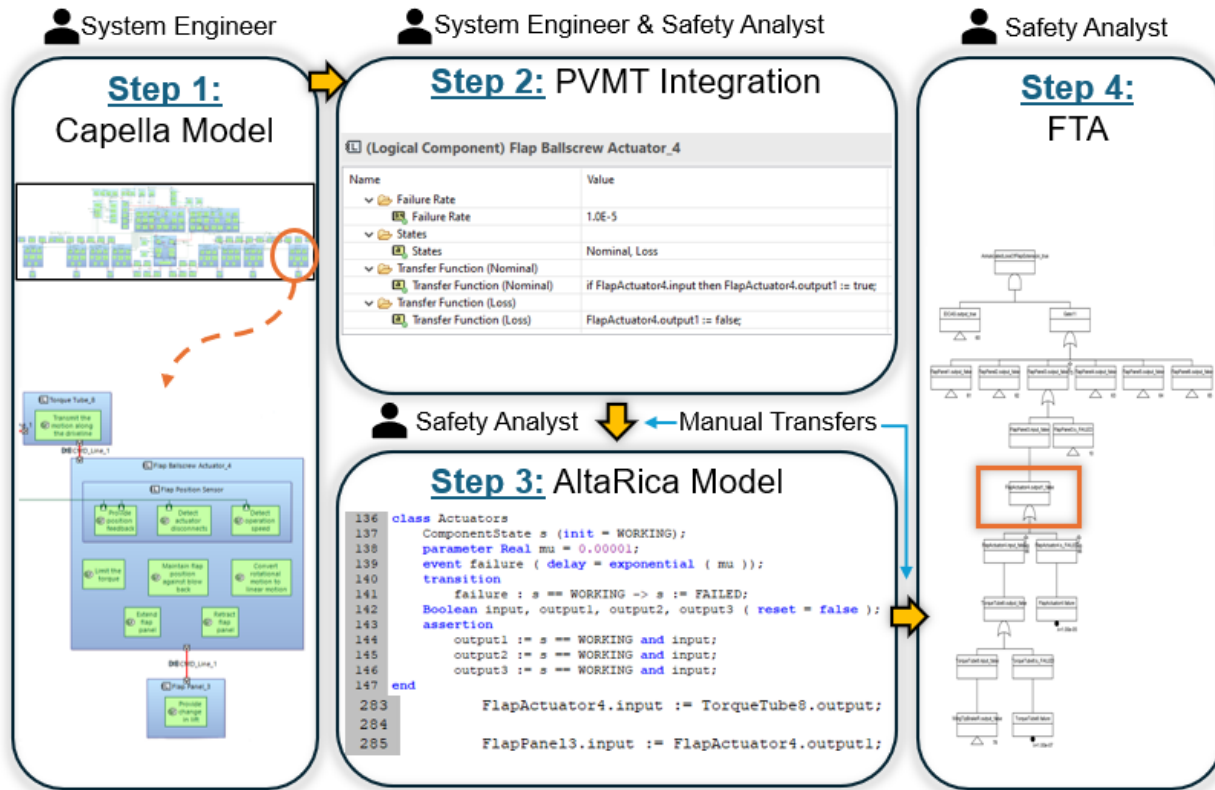 System Engineer
System Engineer & Safety Analyst
Safety Analyst
Step 1:
Capella Model
Torque Tube_8
Transmit the
motion along
the driveline
CMD_Line_1
Flap Ballscrew Actuator_4
Flap Position Sensor
Provide
position
feedback
Detect
actuator
disconnects
Detect
operation
speed
Limit the
torque
Maintain flap
position
against blow
back
Convert
rotational
motion to
linear motion
Extend
flap
panel
Retract
flap
panel
CMD_Line_1
Flap Panel_3
Provide
change
in lift
Step 2: PVMT Integration
(Logical Component) Flap Ballscrew Actuator_4
Name Value
Failure Rate
Failure Rate 1.0E-5
States
States Nominal, Loss
Transfer Function (Nominal)
Transfer Function (Nominal) if FlapActuator4.input then FlapActuator4.output1 := true;
Transfer Function (Loss)
Transfer Function (Loss) FlapActuator4.output1 := false;
Safety Analyst
Manual Transfers
Step 3: AltaRica Model
136 class Actuators
137 ComponentState s (init = WORKING);
138 parameter Real mu = 0.00001;
139 event failure ( delay = exponential ( mu ));
140 transition
141 failure : s == WORKING -> s := FAILED;
142 Boolean input, output1, output2, output3 ( reset = false );
143 assertion
144 output1 := s == WORKING and input;
145 output2 := s == WORKING and input;
146 output3 := s == WORKING and input;
147 end
283 FlapActuator4.input := TorqueTube8.output;
284
285 FlapPanel3.input := FlapActuator4.output1;
Step 4:
FTA